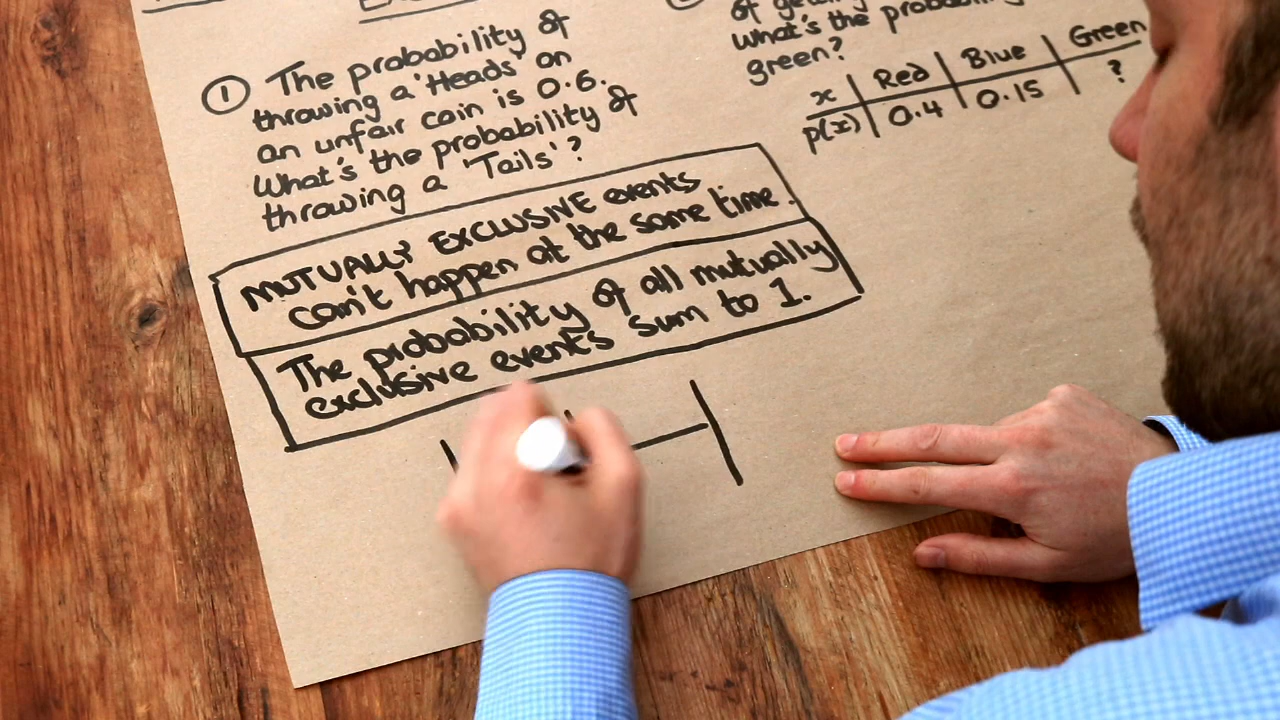 ① The probability of
throwing a 'Heads' on
an unfair coin is 0.6.
What's the probability of
throwing a 'Tails'?
MUTUALLY EXCLUSIVE events
can't happen at the same time.
The probability of all mutually
exclusive events sum to 1.
of
what's the
green?
x Red Blue Green
p(x) 0.4 0.15 ?